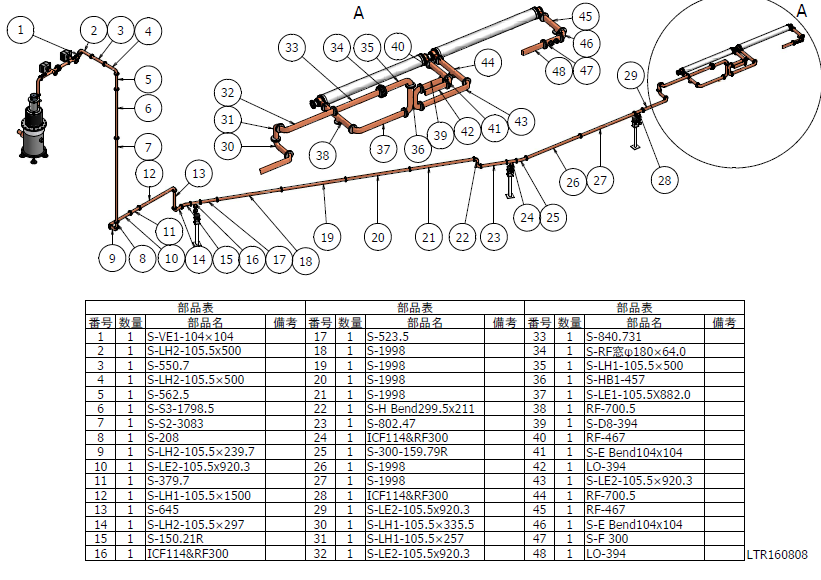 A
A
1
2
3
4
5
6
7
8
9
10
11
12
13
14
15
16
17
18
19
20
21
22
23
24
25
26
27
28
29
30
31
32
33
34
35
36
37
38
39
40
41
42
43
44
45
46
47
48
部品表 部品表 部品表
番号 数量 部品名 備考 番号 数量 部品名 備考 番号 数量 部品名 備考
1 1 S-VE1-104×104 17 1 S-523.5 33 1 S-840.731
2 1 S-LH2-105.5x500 18 1 S-1998 34 1 S-RF窓φ180×64.0
3 1 S-550.7 19 1 S-1998 35 1 S-LH1-105.5×500
4 1 S-LH2-105.5×500 20 1 S-1998 36 1 S-HB1-457
5 1 S-562.5 21 1 S-1998 37 1 S-LE1-105.5X882.0
6 1 S-S3-1798.5 22 1 S-H Bend299.5x211 38 1 RF-700.5
7 1 S-S2-3083 23 1 S-802.47 39 1 S-D8-394
8 1 S-208 24 1 ICF114&RF300 40 1 RF-467
9 1 S-LH2-105.5×239.7 25 1 S-300-159.79R 41 1 S-E Bend104x104
10 1 S-LE2-105.5x920.3 26 1 S-1998 42 1 LO-394
11 1 S-379.7 27 1 S-1998 43 1 S-LE2-105.5×920.3
12 1 S-LH1-105.5×1500 28 1 ICF114&RF300 44 1 RF-700.5
13 1 S-645 29 1 S-LE2-105.5x920.3 45 1 RF-467
14 1 S-LH2-105.5×297 30 1 S-LH1-105.5×335.5 46 1 S-E Bend104x104
15 1 S-150.21R 31 1 S-LH1-105.5×257 47 1 S-F 300
16 1 ICF114&RF300 32 1 S-LE2-105.5x920.3 48 1 LO-394
LTR160808